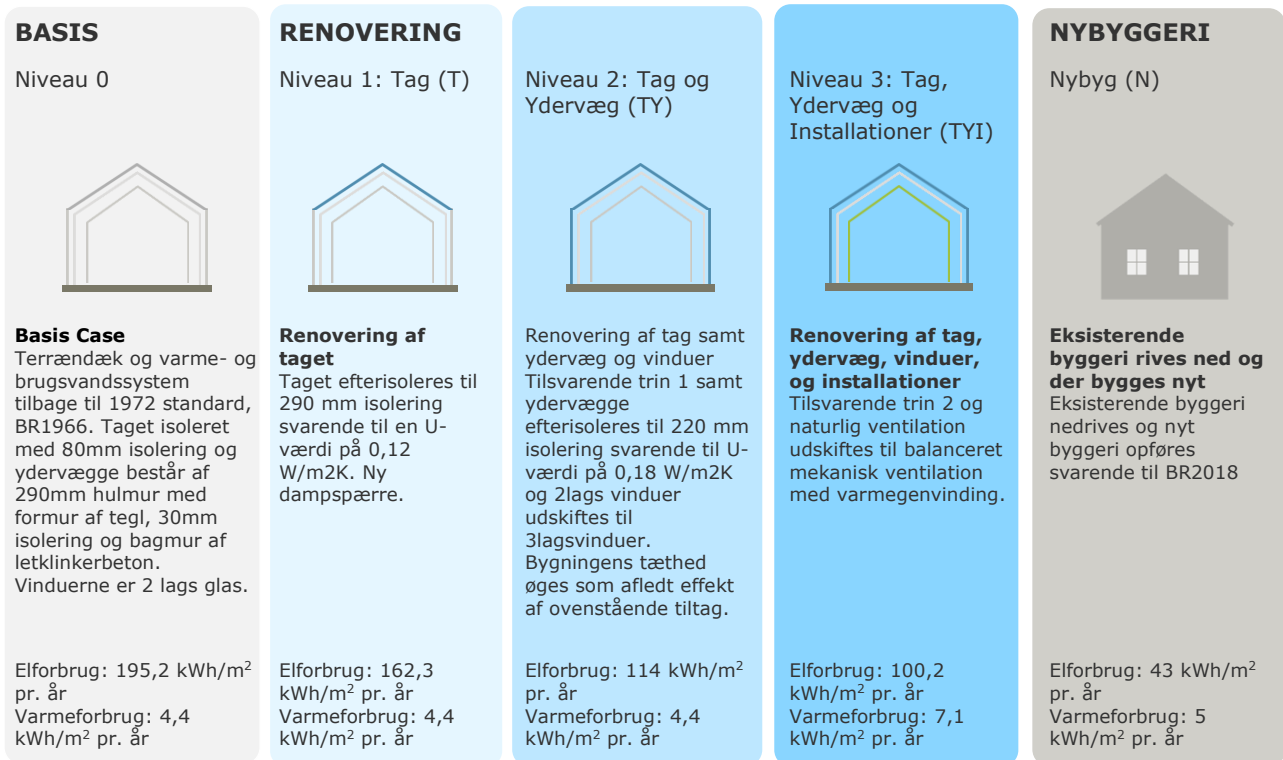 BASIS
Niveau 0
Basis Case
Terrændæk og varme- og
brugsvandssystem
tilbage til 1972 standard,
BR1966. Taget isoleret
med 80mm isolering og
ydervægge består af
290mm hulmur med
formur af tegl, 30mm
isolering og bagmur af
letklinkerbeton.
Vinduerne er 2 lags glas.
Elforbrug: 195,2 kWh/m²
pr. år
Varmeforbrug: 4,4
kWh/m² pr. år
RENOVERING
Niveau 1: Tag (T)
Renovering af
taget
Taget efterisoleres til
290 mm isolering
svarende til en U-
værdi på 0,12
W/m2K. Ny
dampspærre.
Elforbrug: 162,3
kWh/m² pr. år
Varmeforbrug: 4,4
kWh/m² pr. år
Niveau 2: Tag og
Ydervæg (TY)
Renovering af tag samt
ydervæg og vinduer
Tilsvarende trin 1 samt
ydervægge
efterisoleres til 220 mm
isolering svarende til U-
værdi på 0,18 W/m2K
og 2lags vinduer
udskiftes til
3lagsvinduer.
Bygningens tæthed
øges som afledt effekt
af ovenstående tiltag.
Elforbrug: 114 kWh/m²
pr. år
Varmeforbrug: 4,4
kWh/m² pr. år
Niveau 3: Tag,
Ydervæg og
Installationer (TYI)
Renovering af tag,
ydervæg, vinduer,
og installationer
Tilsvarende trin 2 og
naturlig ventilation
udskiftes til balanceret
mekanisk ventilation
med varmegenvinding.
Elforbrug: 100,2
kWh/m² pr. år
Varmeforbrug: 7,1
kWh/m² pr. år
NYBYGGERI
Nybyg (N)
Eksisterende
byggeri rives ned og
der bygges nyt
Eksisterende byggeri
nedrives og nyt
byggeri opføres
svarende til BR2018
Elforbrug: 43 kWh/m²
pr. år
Varmeforbrug: 5
kWh/m² pr. år